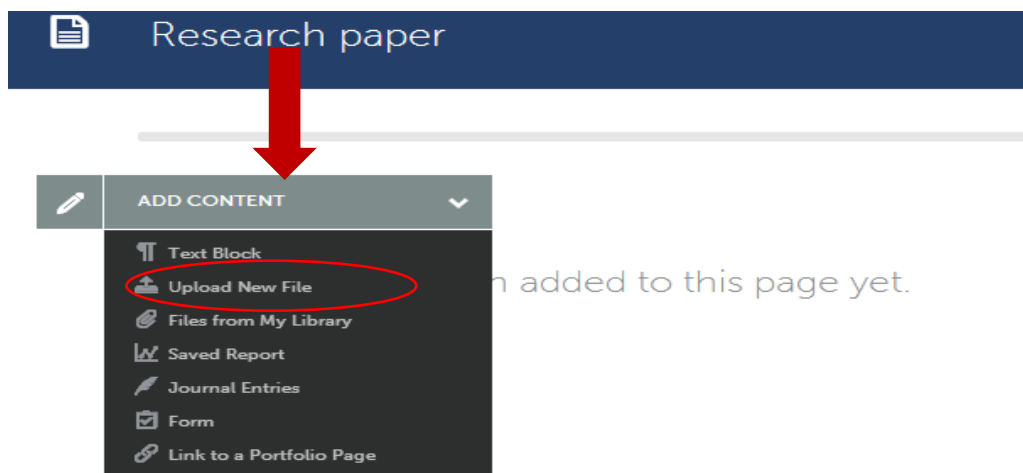 Research paper
ADD CONTENT
Text Block
Upload New File
added to this page yet.
Files from My Library
Saved Report
Journal Entries
Form
Link to a Portfolio Page